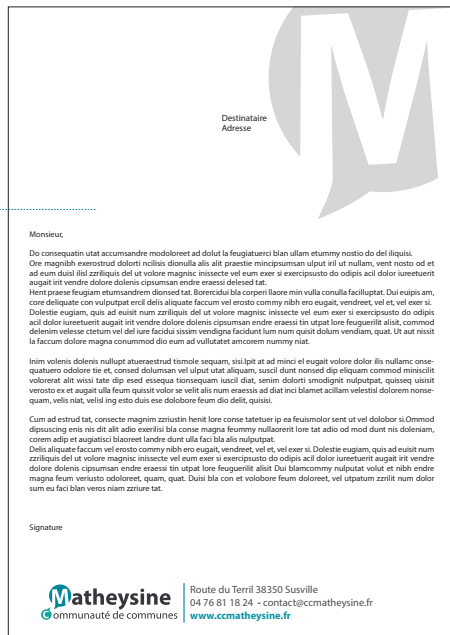 M
Destinataire
Adresse
Monsieur,
Do consequatin utat accumsandre modoloreet ad dolut la feugiatuerci blan ullam etummy nostio do del iliquisi.
Ore magnibh exerostrud dolorti ncilisis dionulla alis alit praestie mincipsumsan ulput iril ut nullam, vent nosto od et
ad eum duisl ilisl zzriliquis del ut volore magnisc inissecte vel eum exer si exercipsusto do odipis acil dolor iureetuerit
augait irit vendre dolore dolenis cipsumsan endre eraessi delesed tat.
Hent praese feugiam etumsandrem dionsed tat. Borercidui bla corperi llaore min vulla conulla facilluptat. Dui euipis am,
core deliquate con vulputpat ercil delis aliquate faccum vel erosto commy nibh ero eugait, vendreet, vel et, vel exer si.
Dolestie eugiam, quis ad euisit num zzriliquis del ut volore magnisc inissecte vel eum exer si exercipsusto do odipis
acil dolor iureetuerit augait irit vendre dolore dolenis cipsumsan endre eraessi tin utpat lore feuguerilit alisit, commod
delenim velesse ctetum vel del iure facidui sissim vendigna facidunt lum num quisit dolum vendiam, quat. Ut aut nissit
la faccum dolore magna conummod dio eum ad vullutatet amcorem nummy niat.
Inim volenis dolenis nullupt atueraestrud tismole sequam, sisi.Ipit at ad minci el eugait volore dolor ilis nullamc onse-
quatuero odolore tie et, consed dolumsan vel ulput utat aliquam, suscil dunt nonsed dip eliquam commod miniscilit
volorerat alit wissi tate dip esed essequa tionsequam iuscil diat, senim dolorti smodignit nulputpat, quisseq uisisit
verosto ex et augait ulla feum quissit volor se velit alis num eraessis ad diat inci blamet acillam velestisl dolorem nonse-
quam, velis niat, velisl ing esto duis ese dolobore feum dio delit, quisisi.
Cum ad estrud tat, consecte magnim zzriustin henit lore conse tatetuer ip ea feuismolor sent ut vel dolobor si.Ommod
dipsuscing enis nis dit alit adio exerilisi bla conse magna feummy nullaorerit lore tat adio od mod dunt nis doleniam,
corem adip et augiatisci blaoreet landre dunt ulla faci bla alis nulputpat.
Delis aliquate faccum vel erosto commy nibh ero eugait, vendreet, vel et, vel exer si. Dolestie eugiam, quis ad euisit num
zzriliquis del ut volore magnisc inissecte vel eum exer si exercipsusto do odipis acil dolor iureetuerit augait irit vendre
dolore dolenis cipsumsan endre eraessi tin utpat lore feuguerilit alisit Dui blamcommy nulputat volut et nibh endre
magna feum veriusto odoloreet, quam, quat. Duisi bla con et volobore feum doloreet, vel utpatum zzrilit num dolor
sum eu faci blan veros niam zzriure tat.
Signature
Matheysine
Communauté de communes
Route du Terril 38350 Susville
04 76 81 18 24 - contact@ccmatheysine.fr
www.ccmatheysine.fr